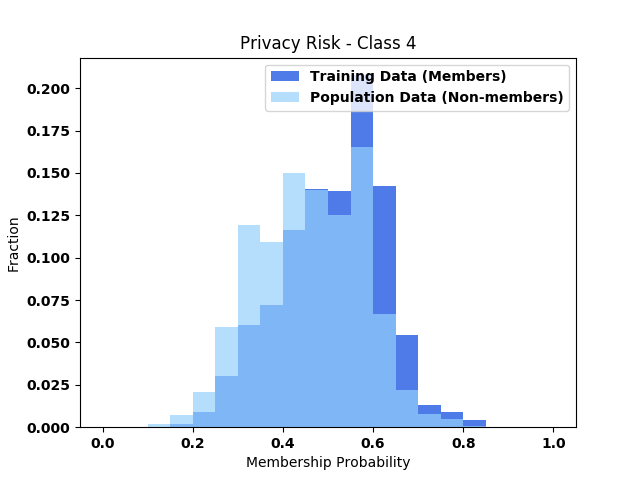 Privacy Risk - Class 4
Training Data (Members)
Population Data (Non-members)
0.200
0.175
0.150
0.125
0.100
0.075
0.050
0.025
0.000
Fraction
0.0 0.2 0.4 0.6 0.8 1.0
Membership Probability